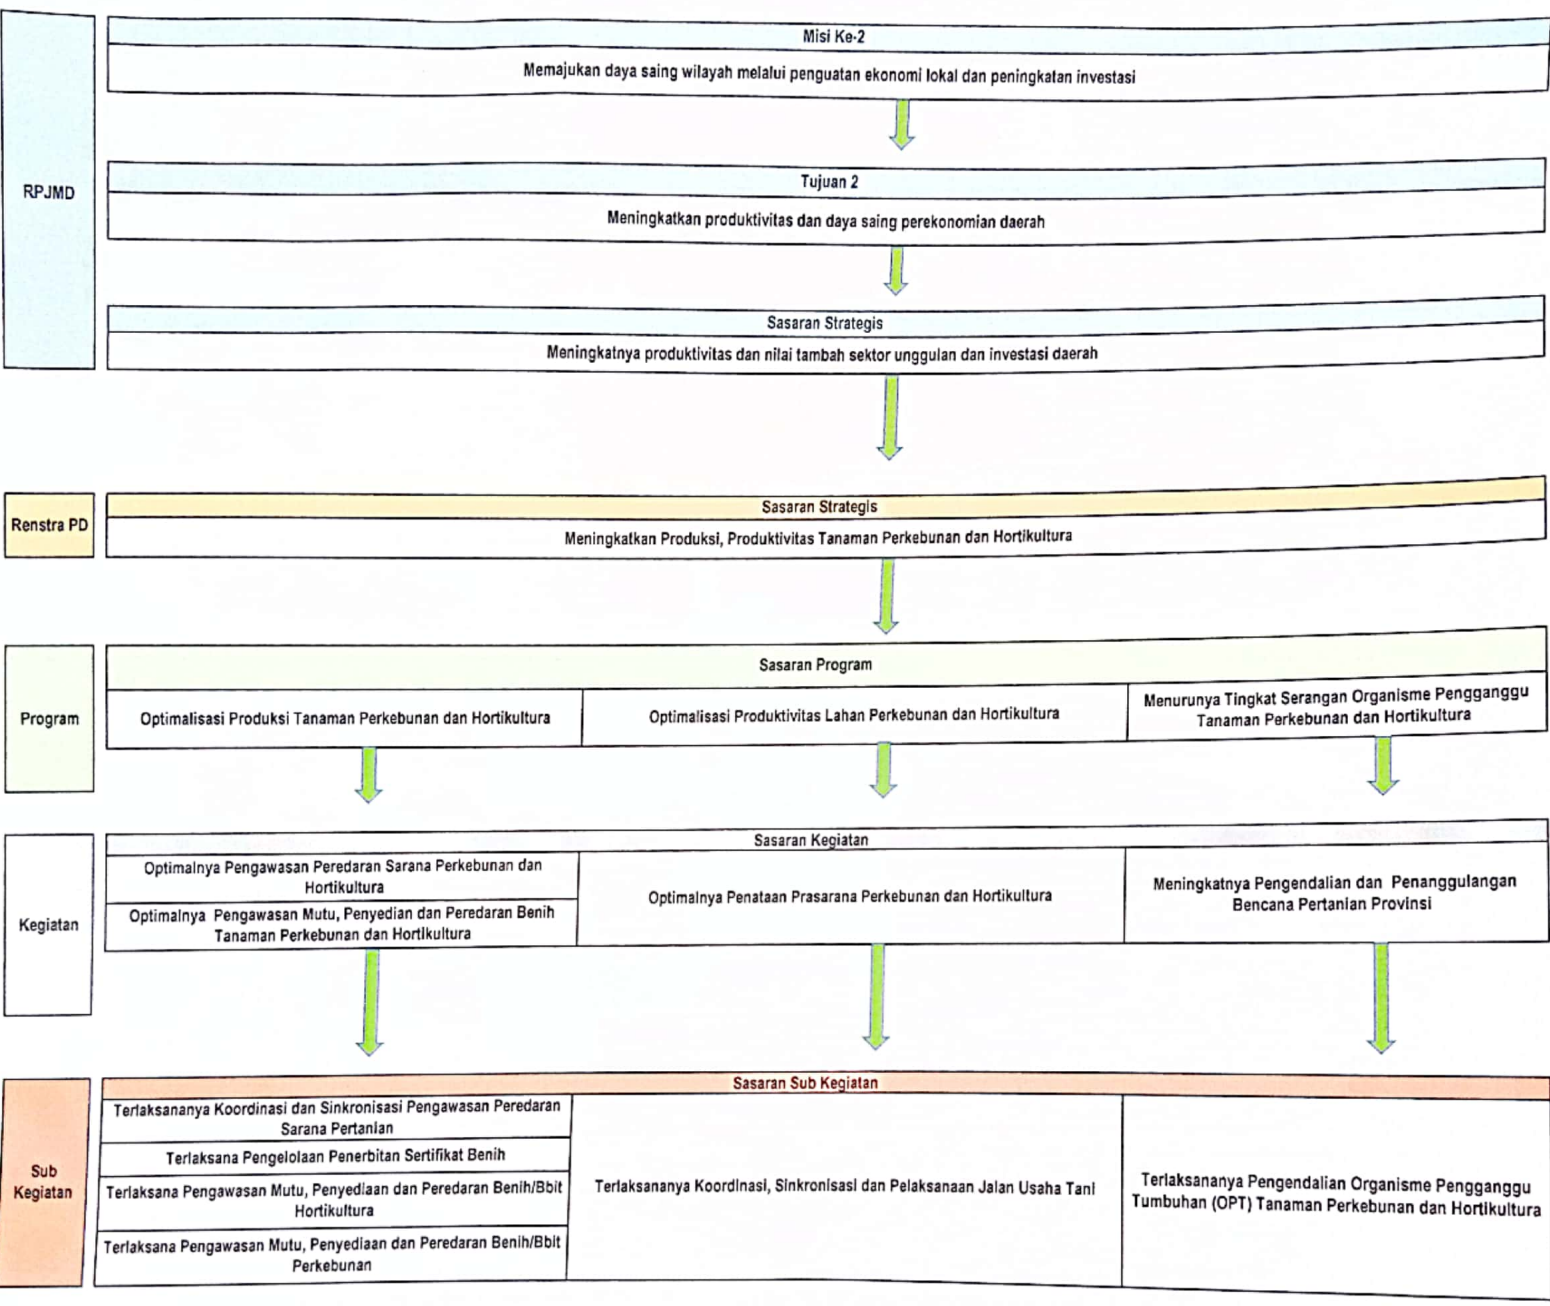 RPJMD
Misi Ke-2
Memajukan daya saing wilayah melalui penguatan ekonomi lokal dan peningkatan investasi
Tujuan 2
Meningkatkan produktivitas dan daya saing perekonomian daerah
Sasaran Strategis
Meningkatnya produktivitas dan nilai tambah sektor unggulan dan investasi daerah
Renstra PD
Sasaran Strategis
Meningkatkan Produksi, Produktivitas Tanaman Perkebunan dan Hortikultura
Program
Sasaran Program
Optimalisasi Produksi Tanaman Perkebunan dan Hortikultura
Optimalisasi Produktivitas Lahan Perkebunan dan Hortikultura
Menurunya Tingkat Serangan Organisme Pengganggu
Tanaman Perkebunan dan Hortikultura
Kegiatan
Sasaran Kegiatan
Optimalnya Pengawasan Peredaran Sarana Perkebunan dan
Hortikultura
Optimalnya Pengawasan Mutu, Penyedian dan Peredaran Benih
Tanaman Perkebunan dan Hortikultura
Optimalnya Penataan Prasarana Perkebunan dan Hortikultura
Meningkatnya Pengendalian dan Penanggulangan
Bencana Pertanian Provinsi
Sub
Kegiatan
Sasaran Sub Kegiatan
Terlaksananya Koordinasi dan Sinkronisasi Pengawasan Peredaran
Sarana Pertanian
Terlaksana Pengelolaan Penerbitan Sertifikat Benih
Terlaksana Pengawasan Mutu, Penyediaan dan Peredaran Benih/Bbit
Hortikultura
Terlaksana Pengawasan Mutu, Penyediaan dan Peredaran Benih/Bbit
Perkebunan
Terlaksananya Koordinasi, Sinkronisasi dan Pelaksanaan Jalan Usaha Tani
Terlaksananya Pengendalian Organisme Pengganggu
Tumbuhan (OPT) Tanaman Perkebunan dan Hortikultura